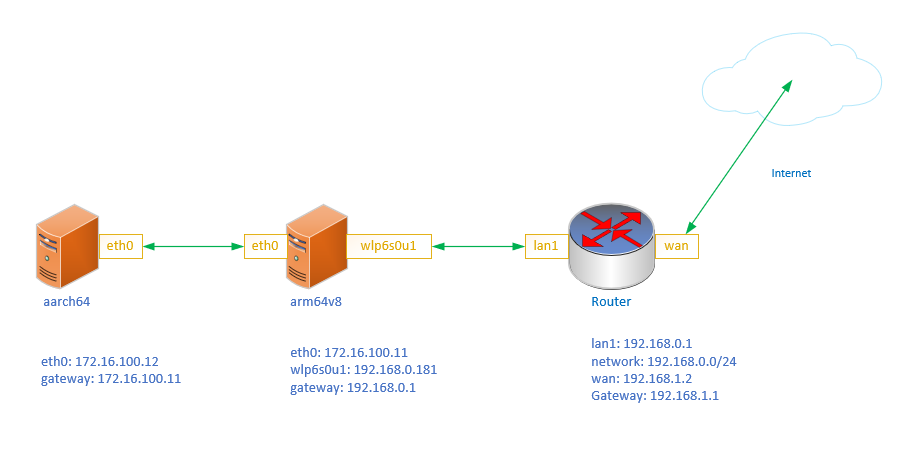 Internet
eth0
eth0
wlp6s0u1
lan1
wan
aarch64
arm64v8
Router
eth0: 172.16.100.12
gateway: 172.16.100.11
eth0: 172.16.100.11
wlp6s0u1: 192.168.0.181
gateway: 192.168.0.1
lan1: 192.168.0.1
network: 192.168.0.0/24
wan: 192.168.1.2
Gateway: 192.168.1.1